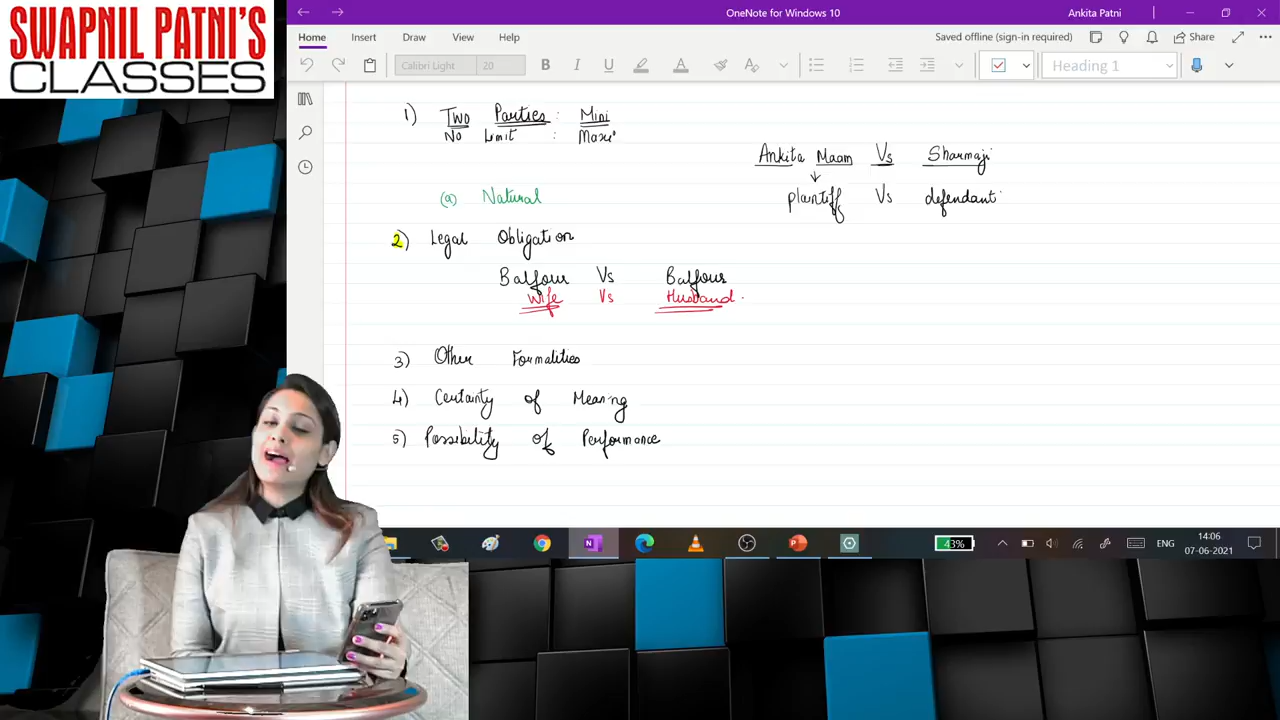 SWAPNIL PATNI'S
CLASSES
OneNote for Windows 10
Ankita Patni
Home Insert Draw View Help
Saved offline (sign-in required)
Share
Calibri Light 20
B I U A
Heading 1
1) Two Parties : Mini
No Limit : Maxi
Ankita Maam Vs Sharmaji
plaintiff Vs defendant
(a) Natural
2) Legal Obligation
Balfour Vs Balfour
Wife Vs Husband
3) Other Formalities
4) Certainty of Meaning
5) Possibility of Performance
43%
ENG
14:06
07-06-2021